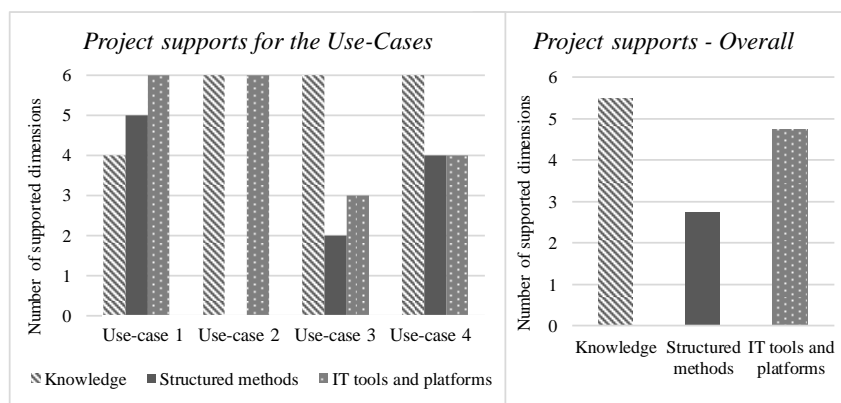 Project supports for the Use-Cases
Number of supported dimensions
6
5
4
3
2
1
0
Use-case 1 Use-case 2 Use-case 3 Use-case 4
Knowledge Structured methods IT tools and platforms
Project supports - Overall
Number of supported dimensions
6
5
4
3
2
1
0
Knowledge Structured methods IT tools and platforms